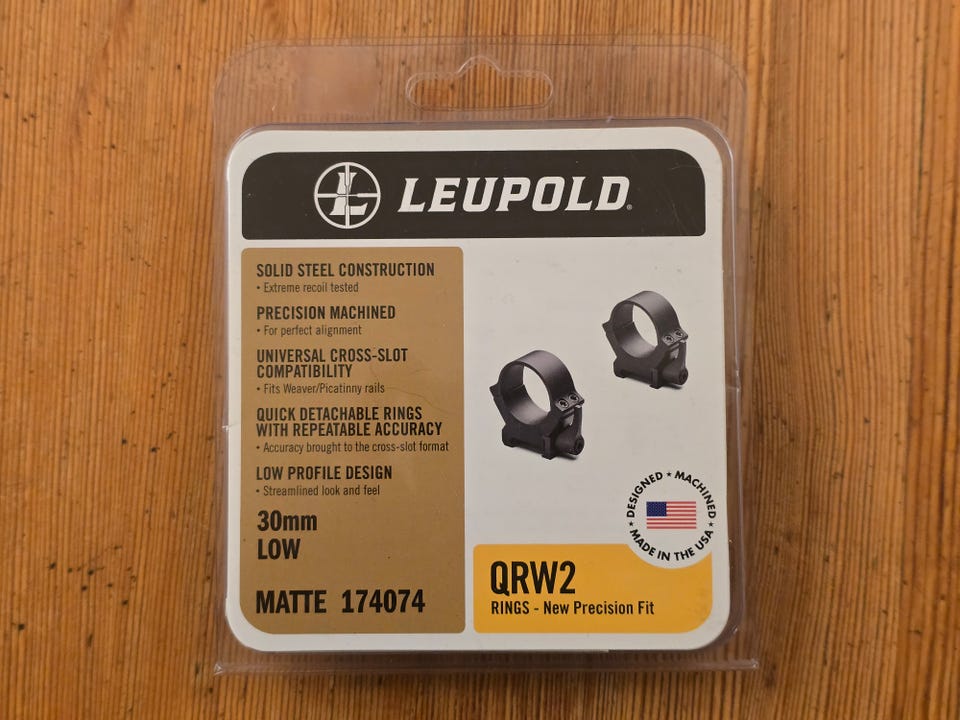 LEUPOLD®
SOLID STEEL CONSTRUCTION
• Extreme recoil tested
PRECISION MACHINED
• For perfect alignment
UNIVERSAL CROSS-SLOT
COMPATIBILITY
• Fits Weaver/Picatinny rails
QUICK DETACHABLE RINGS
WITH REPEATABLE ACCURACY
• Accuracy brought to the cross-slot format
LOW PROFILE DESIGN
• Streamlined look and feel
30mm
LOW
MATTE 174074
DESIGNED ★ MACHINED
★ MADE IN THE USA ★
QRW2
RINGS - New Precision Fit